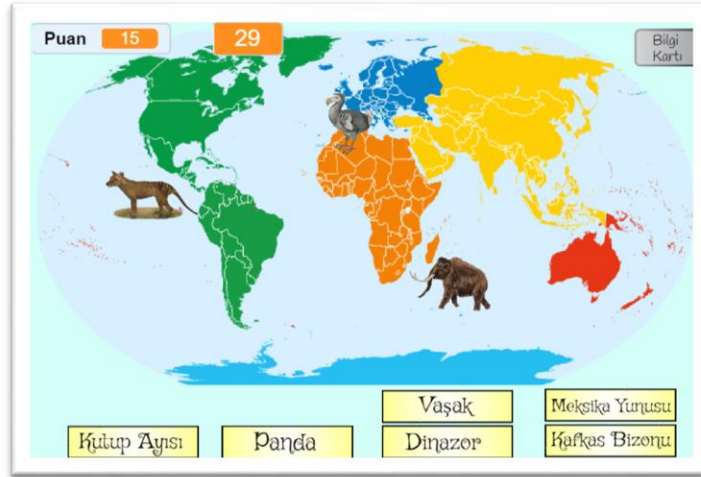 Puan 15
29
Bilgi
Kartı
Vaşak
Meksika Yunusu
Kutup Ayısı
Panda
Dinazor
Kafkas Bizonu